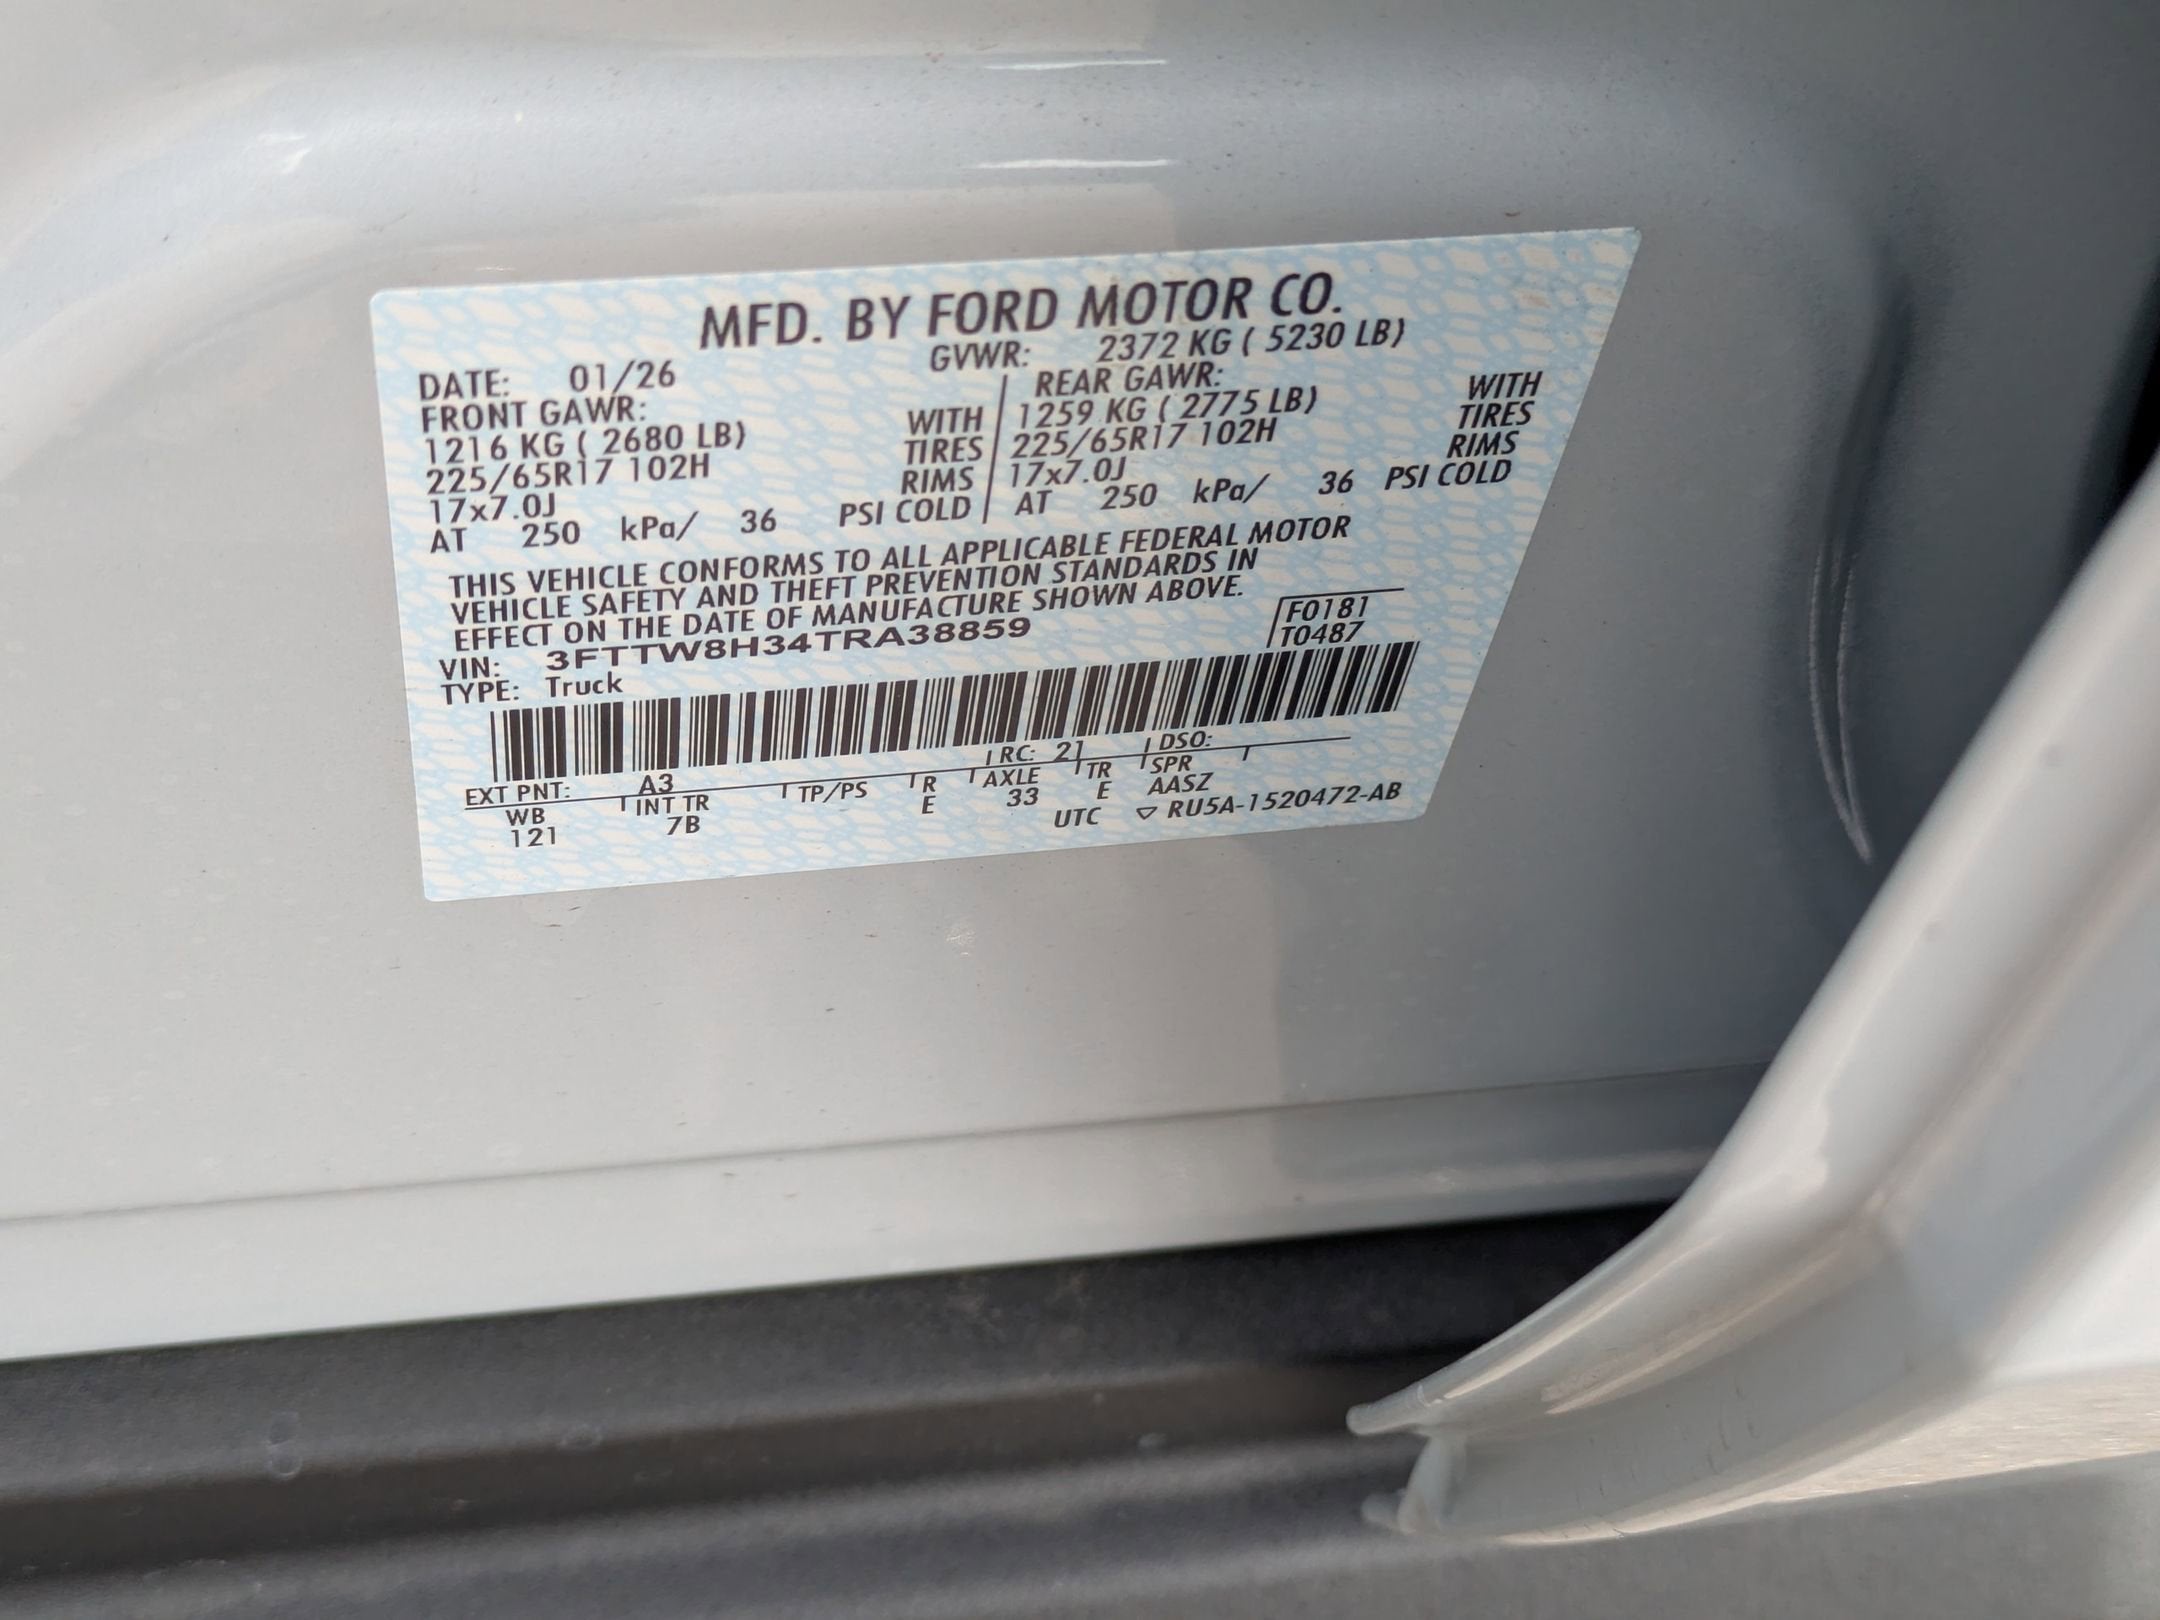 MFD. BY FORD MOTOR CO.
DATE: 01/26 GVWR: 2372 KG ( 5230 LB)
FRONT GAWR: REAR GAWR:
1216 KG ( 2680 LB) WITH 1259 KG ( 2775 LB) WITH
225/65R17 102H TIRES 225/65R17 102H TIRES
17x7.0J RIMS 17x7.0J RIMS
AT 250 kPa/ 36 PSI COLD AT 250 kPa/ 36 PSI COLD
THIS VEHICLE CONFORMS TO ALL APPLICABLE FEDERAL MOTOR
VEHICLE SAFETY AND THEFT PREVENTION STANDARDS IN
EFFECT ON THE DATE OF MANUFACTURE SHOWN ABOVE.
VIN: 3FTTW8H34TRA38859 F0181
TYPE: Truck T0487
EXT PNT: A3 RC: 21 DSO:
WB INT TR TP/PS R AXLE TR SPR
121 7B E 33 E AASZ
UTC ▽ RU5A-1520472-AB